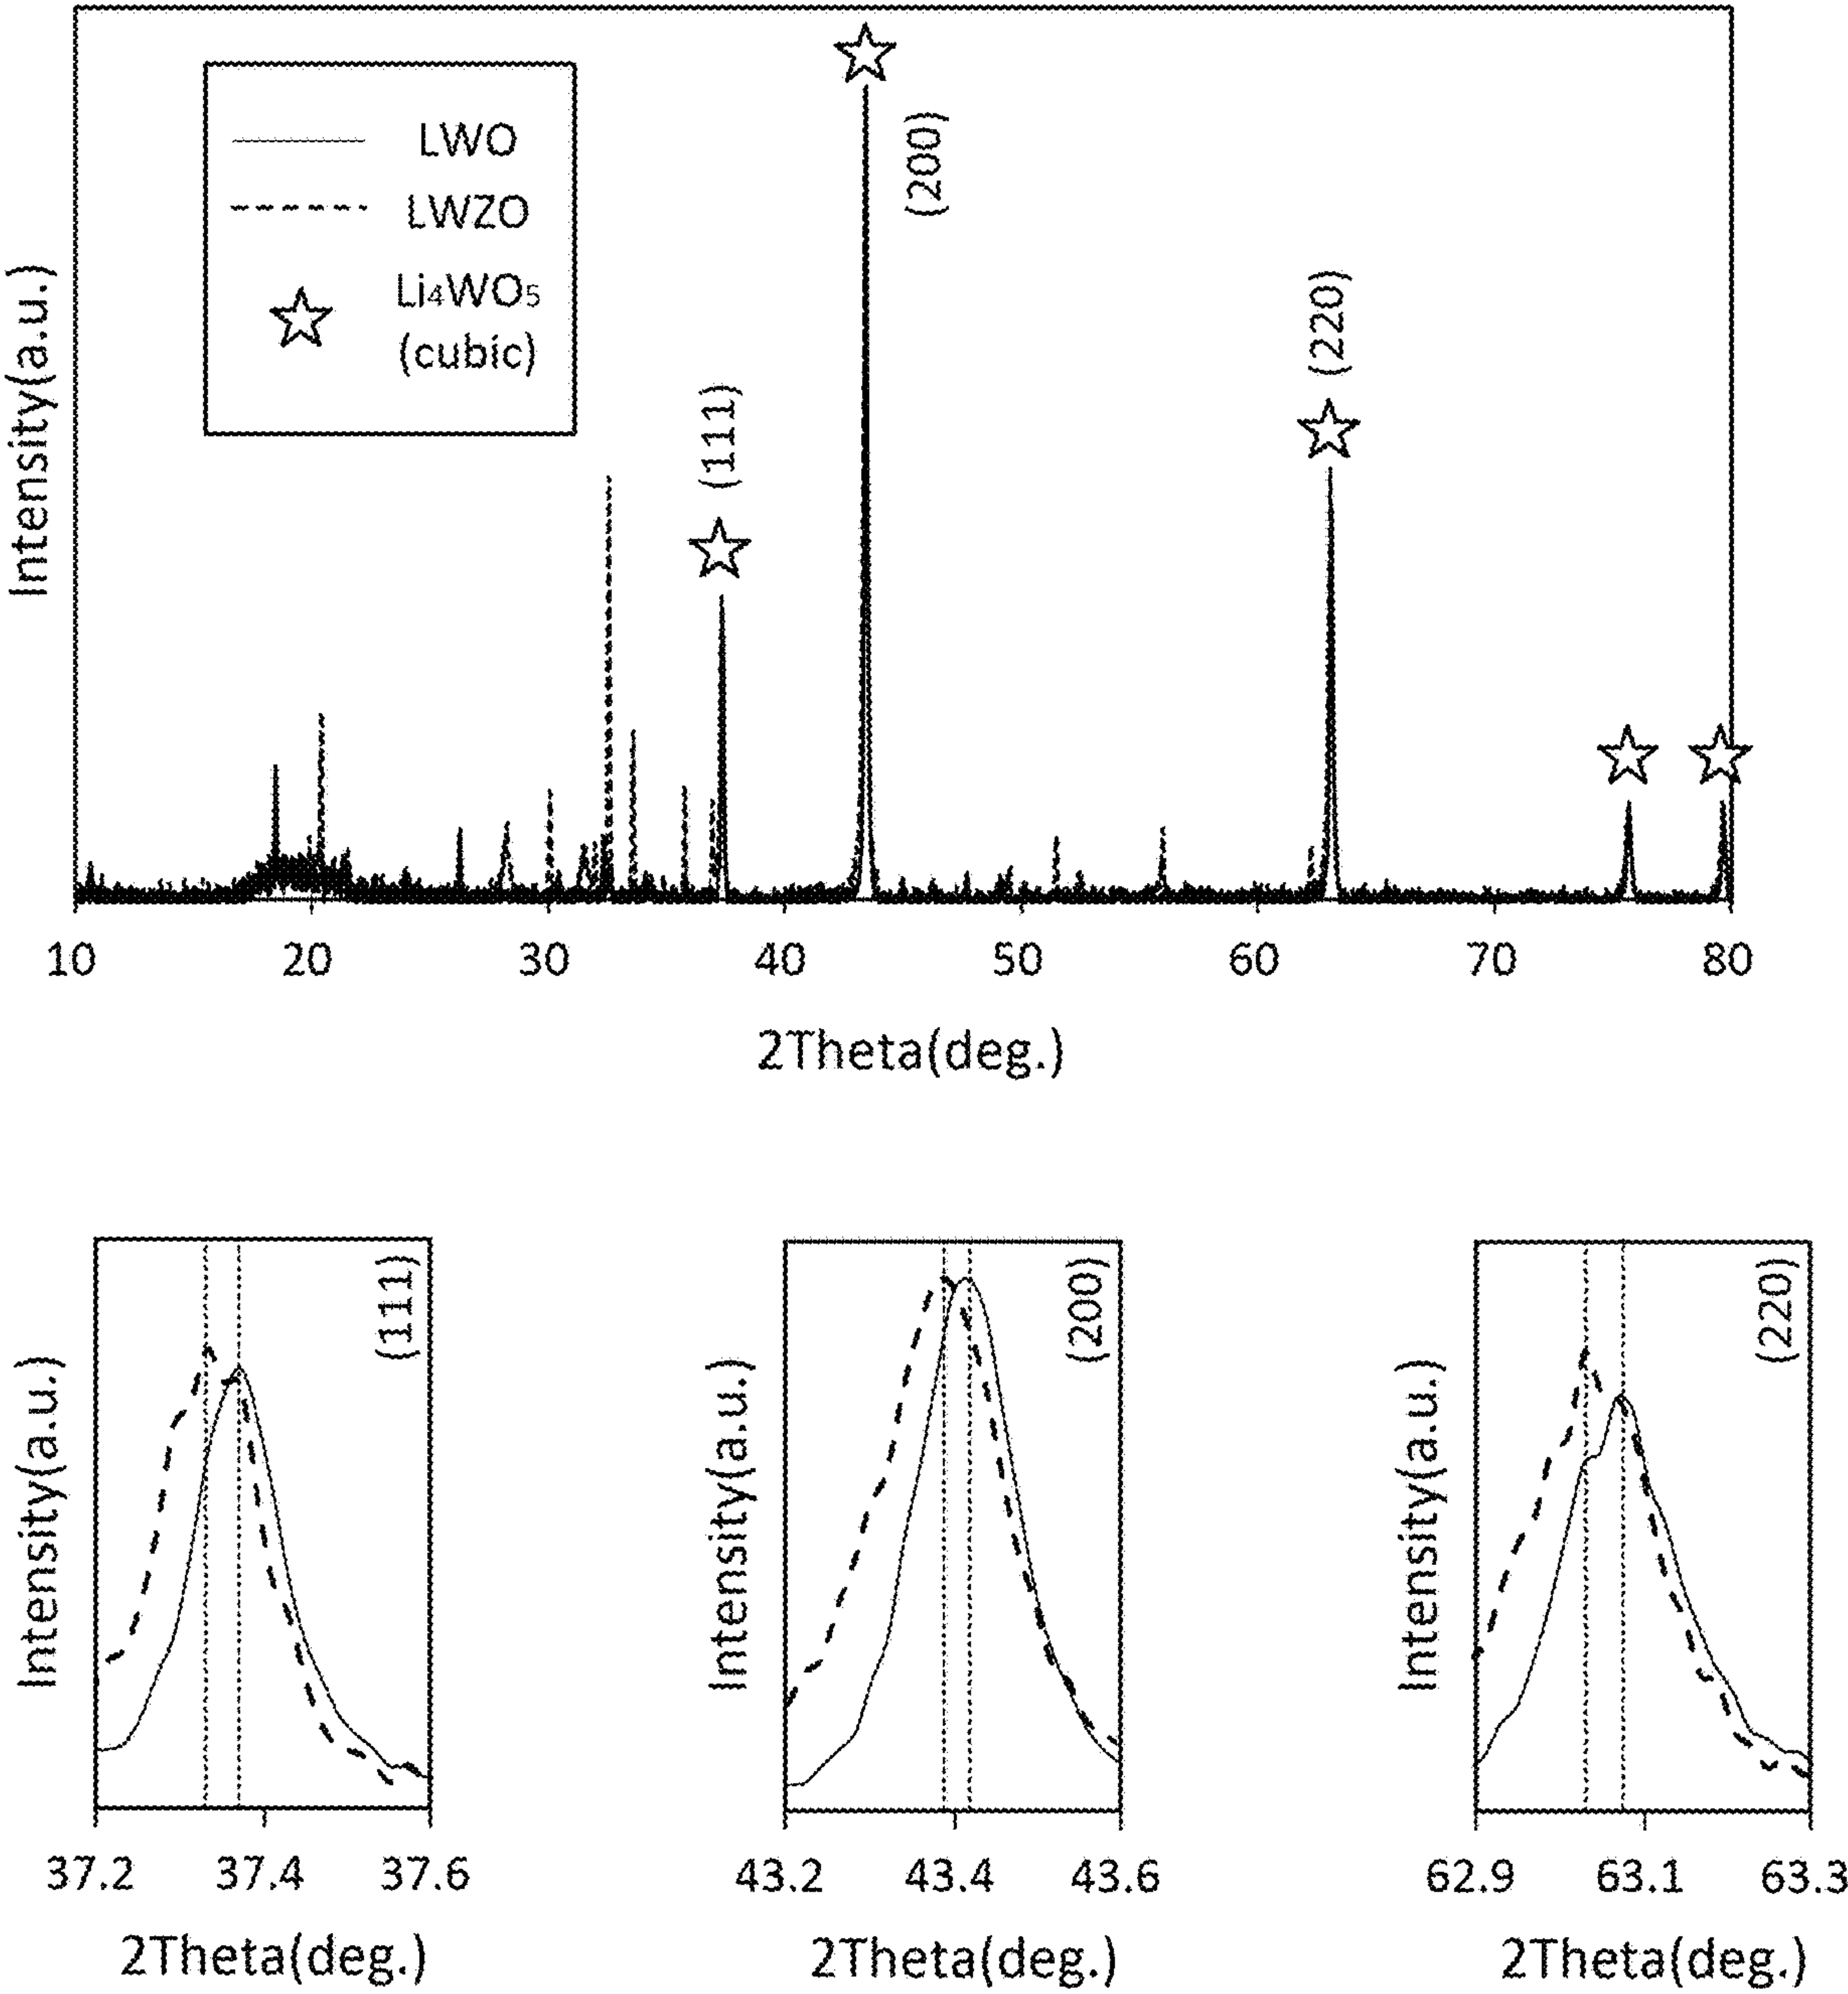 LWO
LWZO
Li₄WO₅
(cubic)
(111)
(200)
(220)
Intensity(a.u.)
10 20 30 40 50 60 70 80
2Theta(deg.)
(111)
Intensity(a.u.)
37.2 37.4 37.6
2Theta(deg.)
(200)
Intensity(a.u.)
43.2 43.4 43.6
2Theta(deg.)
(220)
Intensity(a.u.)
62.9 63.1 63.3
2Theta(deg.)